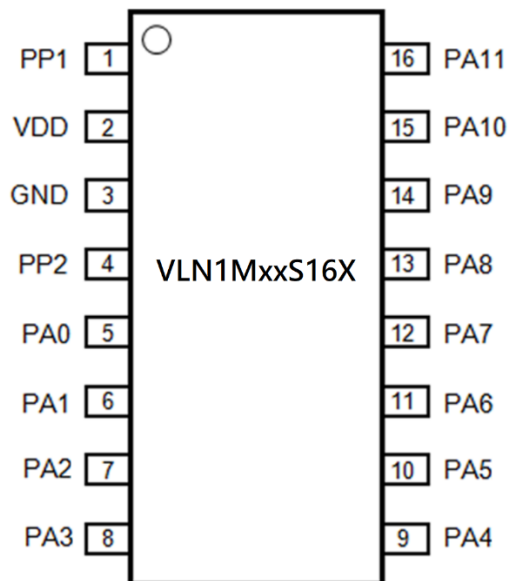 PP1 1 16 PA11
VDD 2 15 PA10
GND 3 14 PA9
PP2 4 VLN1MxxS16X 13 PA8
PA0 5 12 PA7
PA1 6 11 PA6
PA2 7 10 PA5
PA3 8 9 PA4